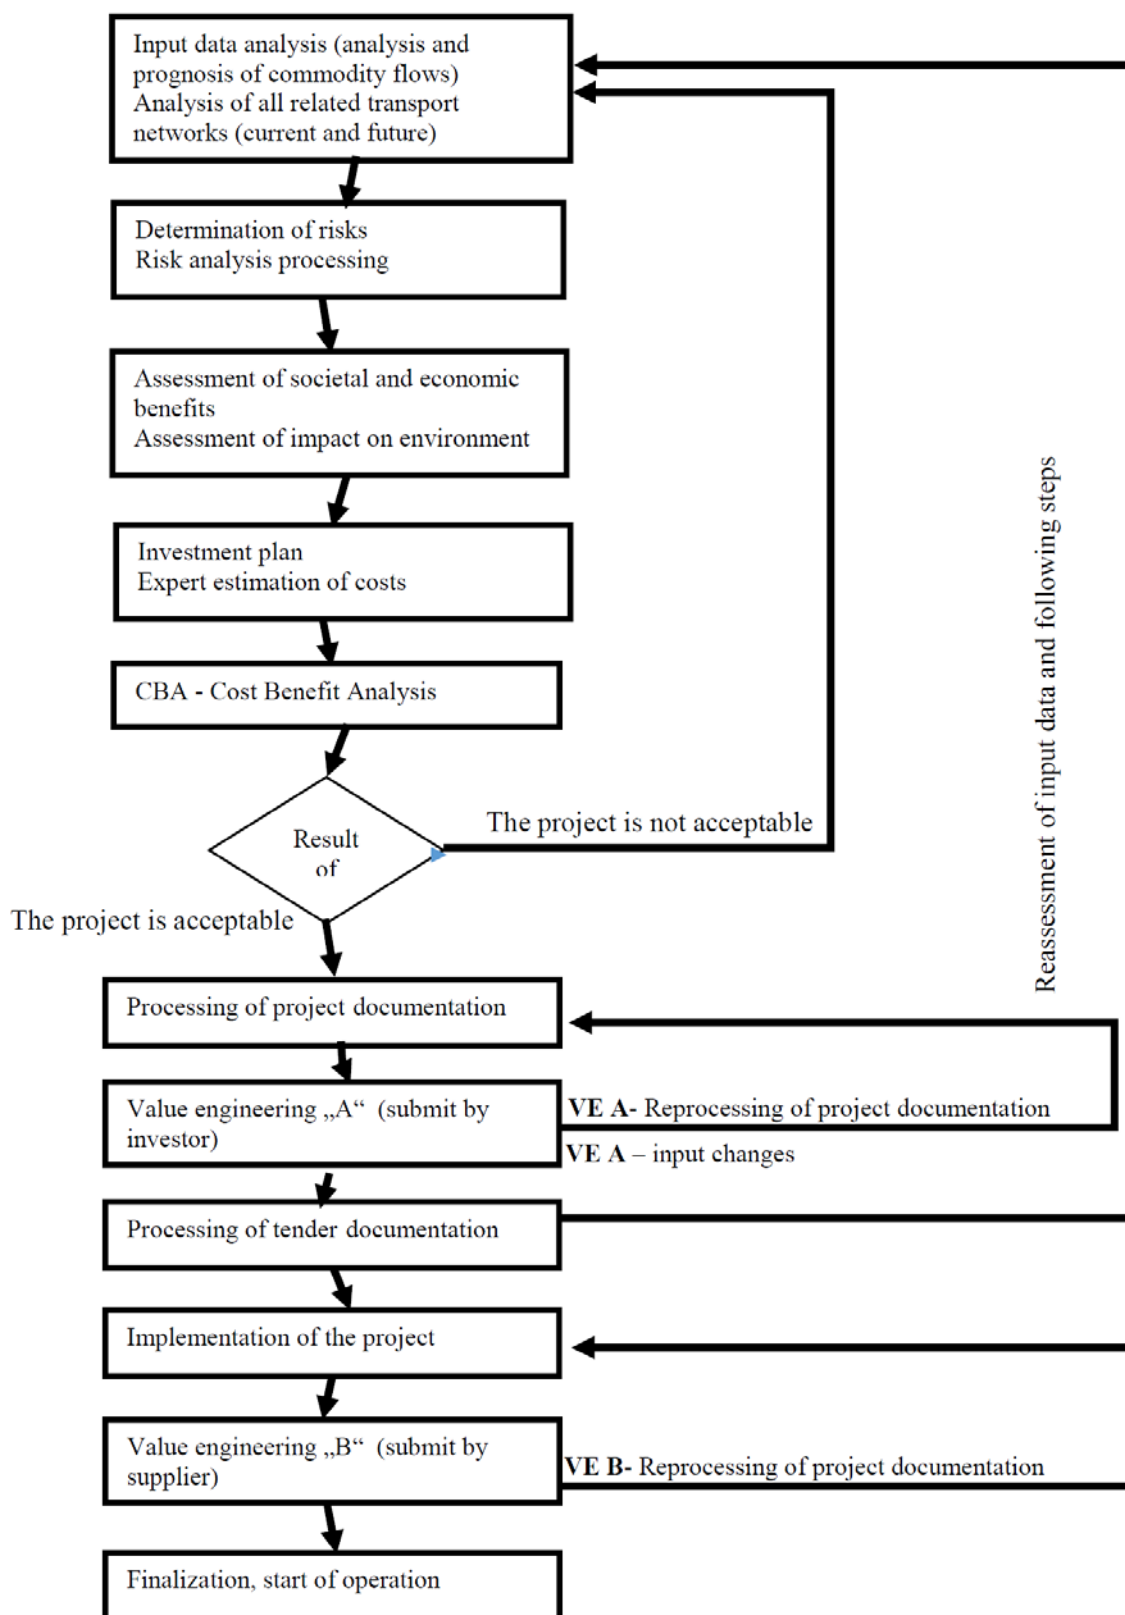 Input data analysis (analysis and
prognosis of commodity flows)
Analysis of all related transport
networks (current and future)
Determination of risks
Risk analysis processing
Assessment of societal and economic
benefits
Assessment of impact on environment
Investment plan
Expert estimation of costs
CBA - Cost Benefit Analysis
Result
of
The project is not acceptable
The project is acceptable
Reassessment of input data and following steps
Processing of project documentation
Value engineering „A“ (submit by
investor)
VE A- Reprocessing of project documentation
VE A – input changes
Processing of tender documentation
Implementation of the project
Value engineering „B“ (submit by
supplier)
VE B- Reprocessing of project documentation
Finalization, start of operation